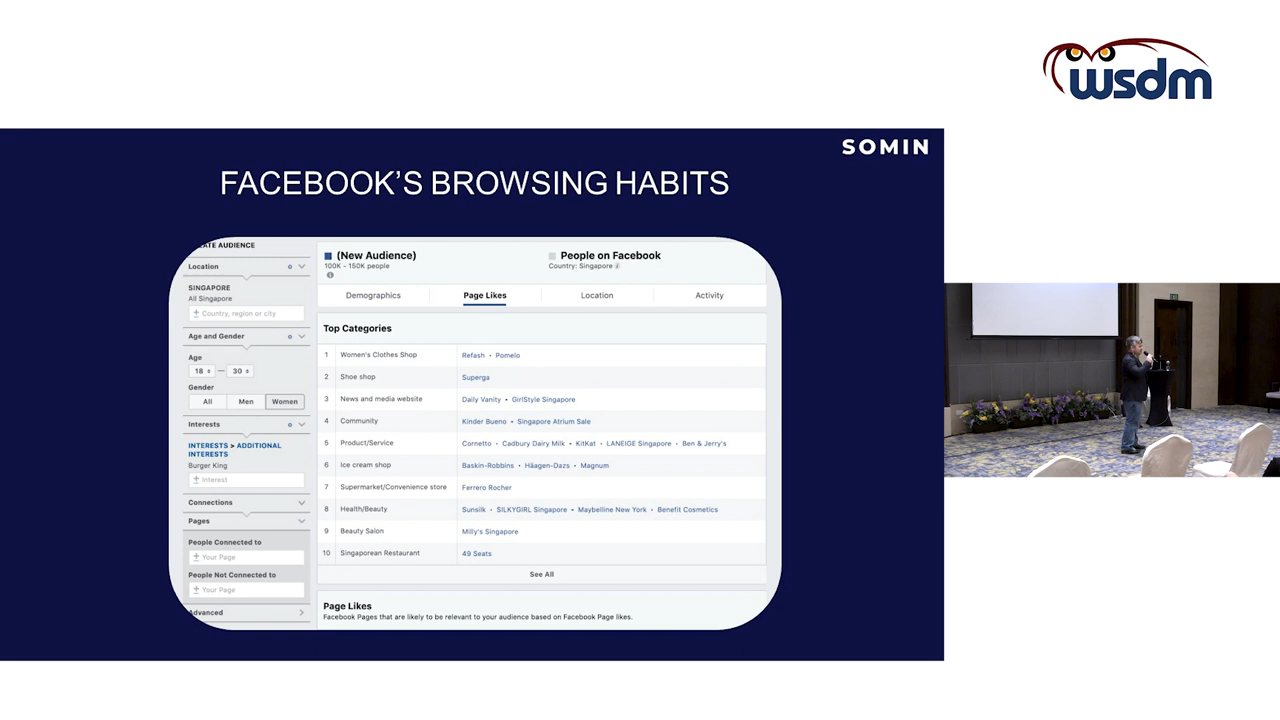 wsdm
SOMIN
FACEBOOK'S BROWSING HABITS
ATE AUDIENCE
Location 0
SINGAPORE
All Singapore
Country, region or city
Age and Gender 0
Age
18 — 30
Gender
All Men Women
Interests 0
INTERESTS > ADDITIONAL
INTERESTS
Burger King
Interest
Connections
Pages
People Connected to
Your Page
People Not Connected to
Your Page
Advanced
(New Audience)
100K - 150K people
People on Facebook
Country: Singapore
Demographics Page Likes Location Activity
Top Categories
1 Women's Clothes Shop Refash • Pomelo
2 Shoe shop Superga
3 News and media website Daily Vanity • GirlStyle Singapore
4 Community Kinder Bueno • Singapore Atrium Sale
5 Product/Service Cornetto • Cadbury Dairy Milk • KitKat • LANEIGE Singapore • Ben & Jerry's
6 Ice cream shop Baskin-Robbins • Häagen-Dazs • Magnum
7 Supermarket/Convenience store Ferrero Rocher
8 Health/Beauty Sunsilk • SILKYGIRL Singapore • Maybelline New York • Benefit Cosmetics
9 Beauty Salon Milly's Singapore
10 Singaporean Restaurant 49 Seats
See All
Page Likes
Facebook Pages that are likely to be relevant to your audience based on Facebook Page likes.